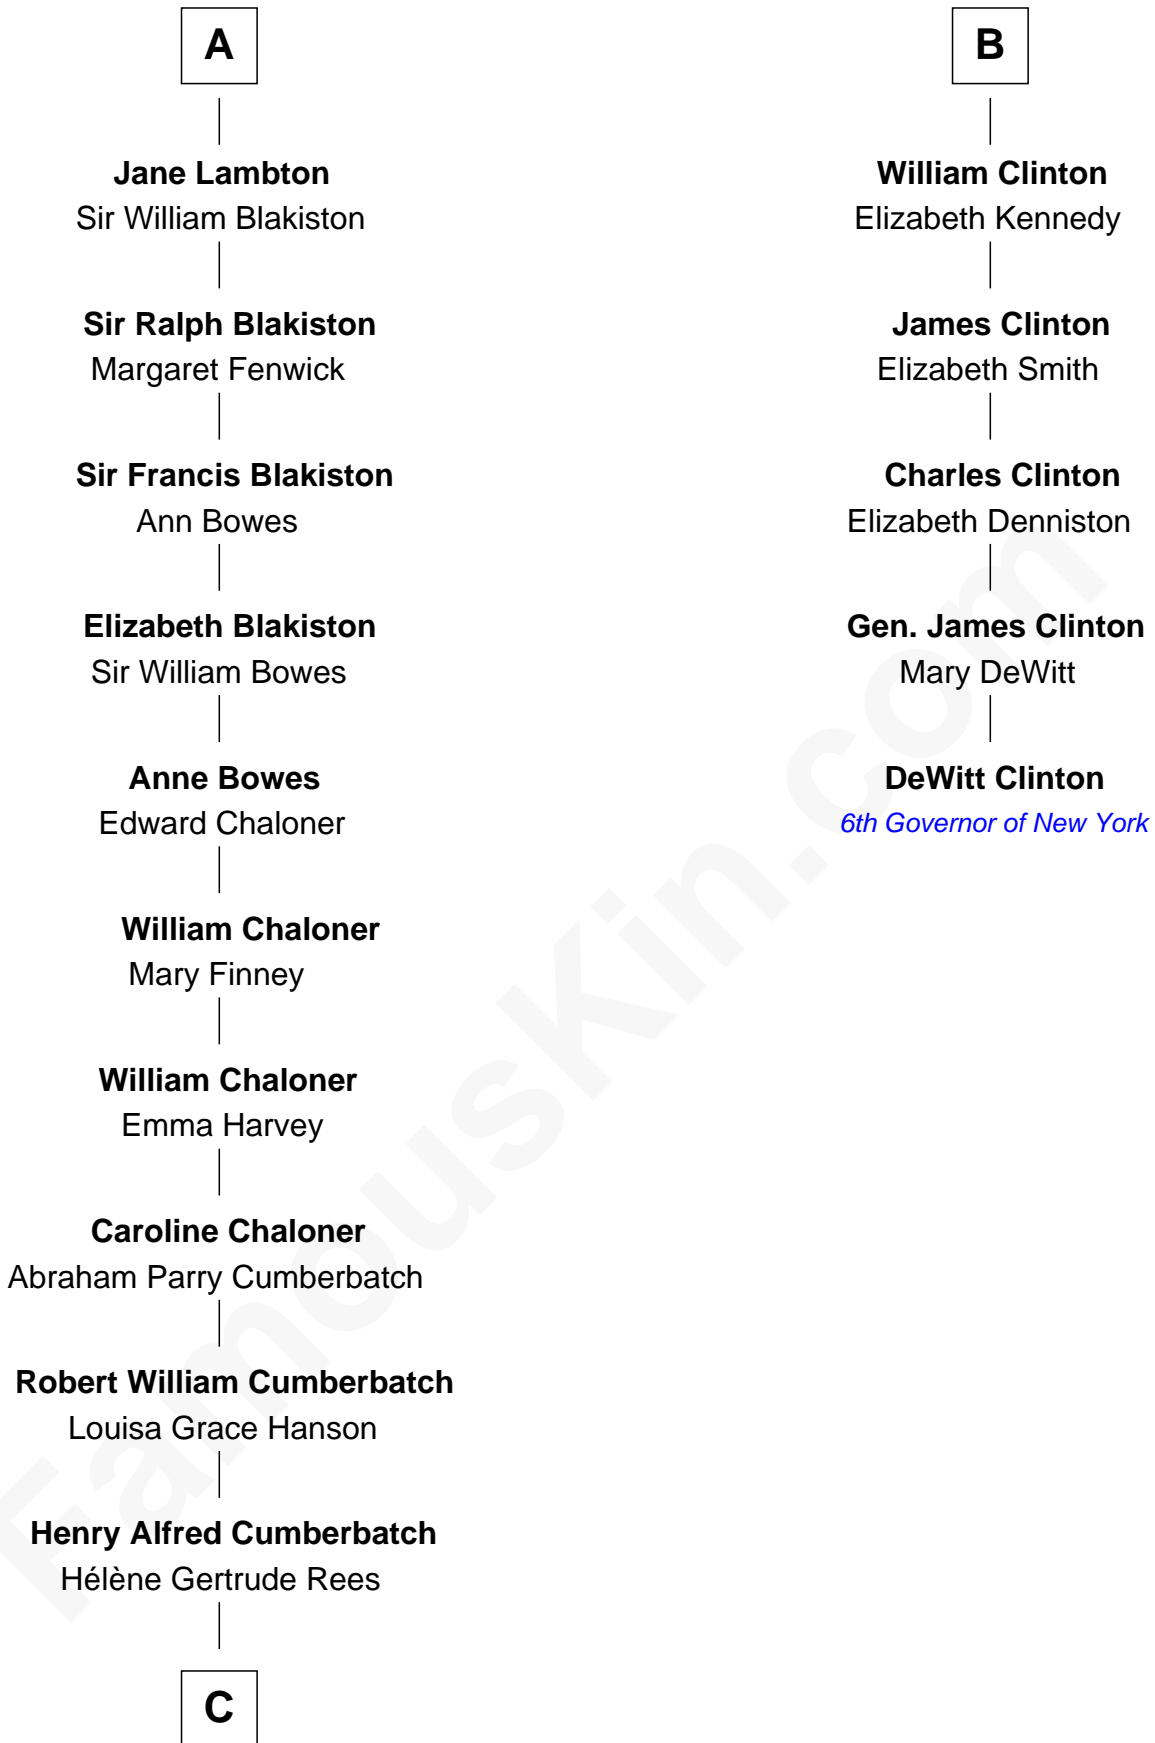 A
Jane Lambton
Sir William Blakiston
Sir Ralph Blakiston
Margaret Fenwick
Sir Francis Blakiston
Ann Bowes
Elizabeth Blakiston
Sir William Bowes
Anne Bowes
Edward Chaloner
William Chaloner
Mary Finney
William Chaloner
Emma Harvey
Caroline Chaloner
Abraham Parry Cumberbatch
Robert William Cumberbatch
Louisa Grace Hanson
Henry Alfred Cumberbatch
Hélène Gertrude Rees
C
B
William Clinton
Elizabeth Kennedy
James Clinton
Elizabeth Smith
Charles Clinton
Elizabeth Denniston
Gen. James Clinton
Mary DeWitt
DeWitt Clinton
6th Governor of New York
FamousKin.com